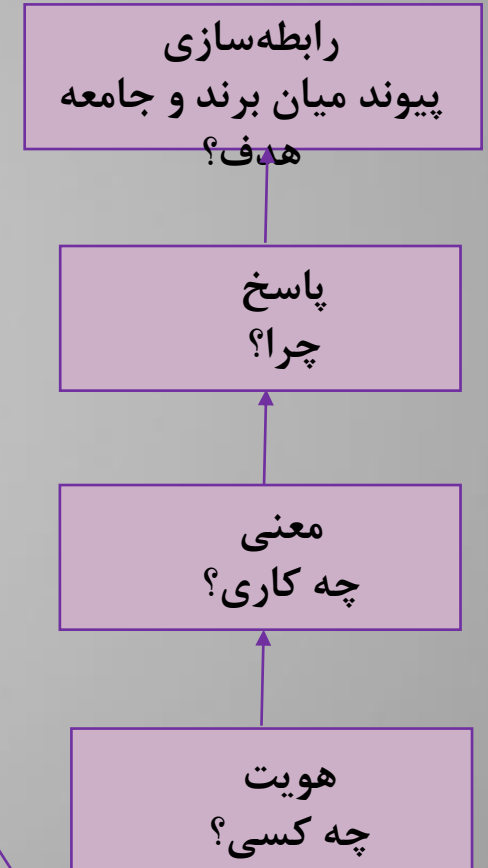 رابطه‌سازی
پیوند میان برند و جامعه
هدف؟
پاسخ
چرا؟
معنی
چه کاری؟
هویت
چه کسی؟